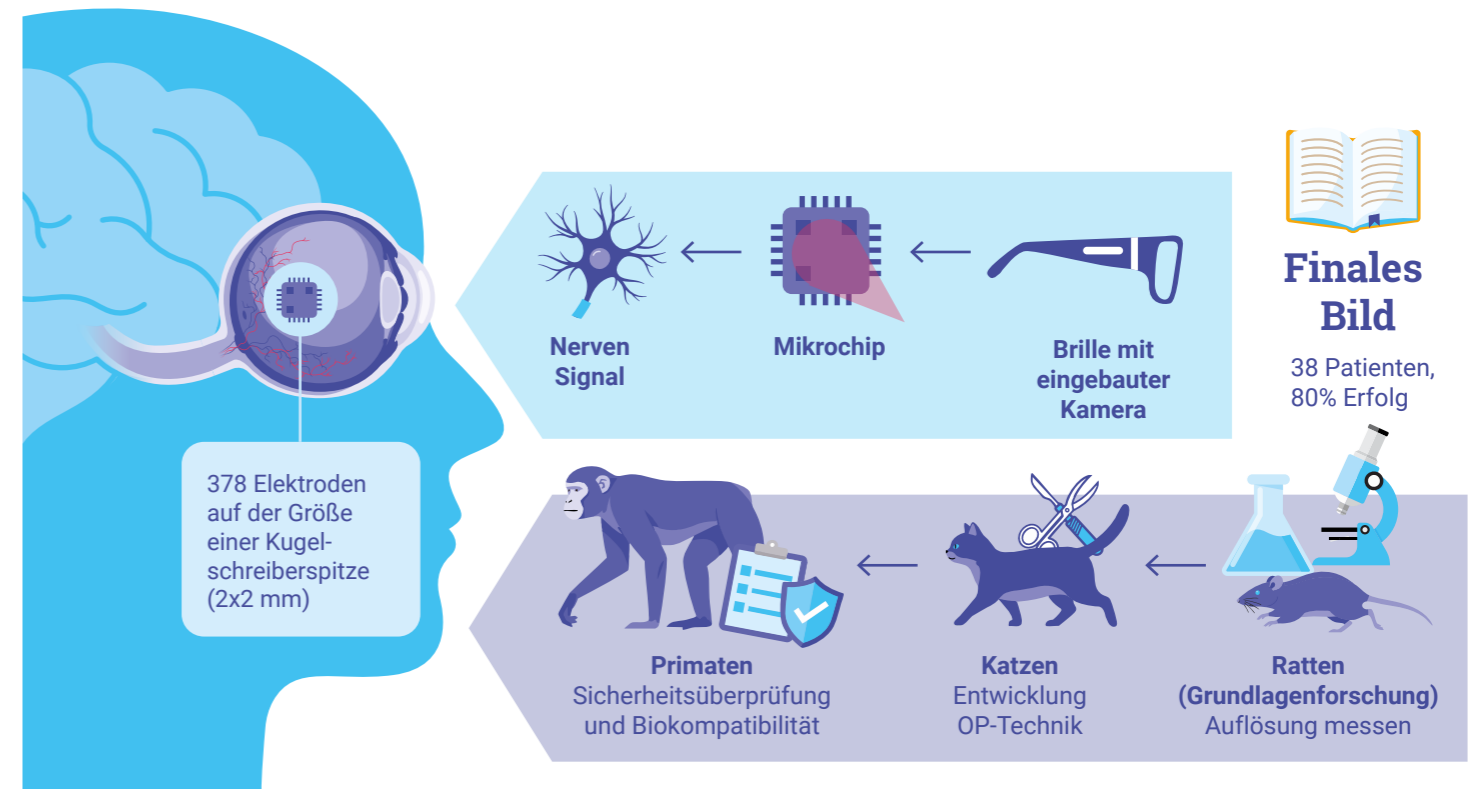 Finales
Bild
38 Patienten,
80% Erfolg
Nerven
Signal
Mikrochip
Brille mit
eingebauter
Kamera
378 Elektroden
auf der Größe
einer Kugel-
schreiberspitze
(2x2 mm)
Primaten
Sicherheitsüberprüfung
und Biokompatibilität
Katzen
Entwicklung
OP-Technik
Ratten
(Grundlagenforschung)
Auflösung messen